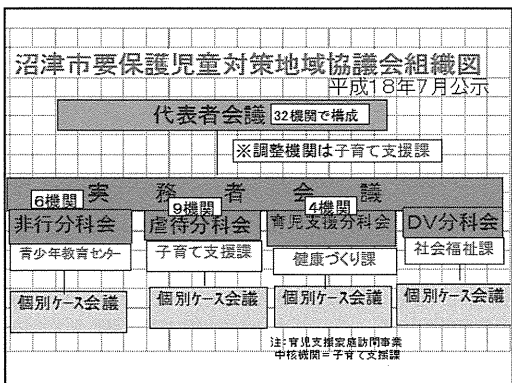 沼津市要保護児童対策地域協議会組織図
平成18年7月公示
代表者会議 32機関で構成
※調整機関は子育て支援課
実務者会議
6機関 9機関 4機関
非行分科会 虐待分科会 育児支援分科会 DV分科会
青少年教育センター 子育て支援課 健康づくり課 社会福祉課
個別ケース会議 個別ケース会議 個別ケース会議 個別ケース会議
注:育児支援家庭訪問事業
中核機関=子育て支援課